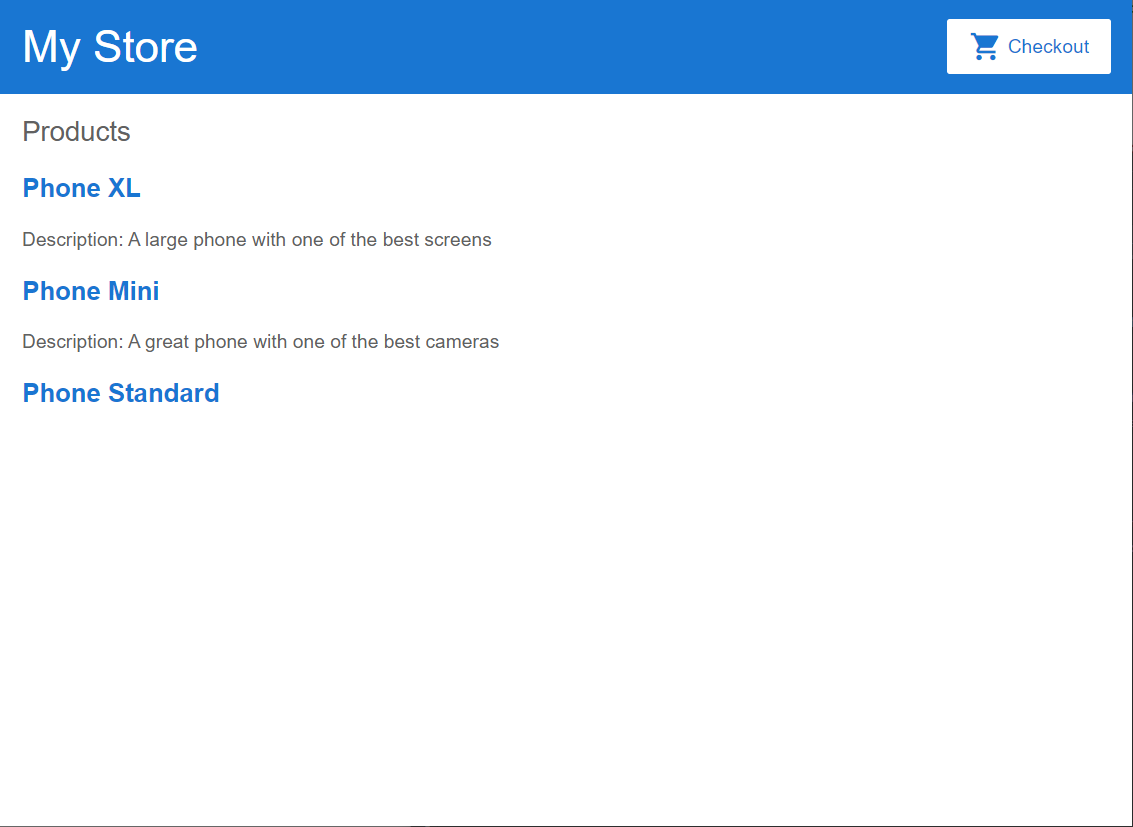 My Store
Checkout
Products
Phone XL
Description: A large phone with one of the best screens
Phone Mini
Description: A great phone with one of the best cameras
Phone Standard